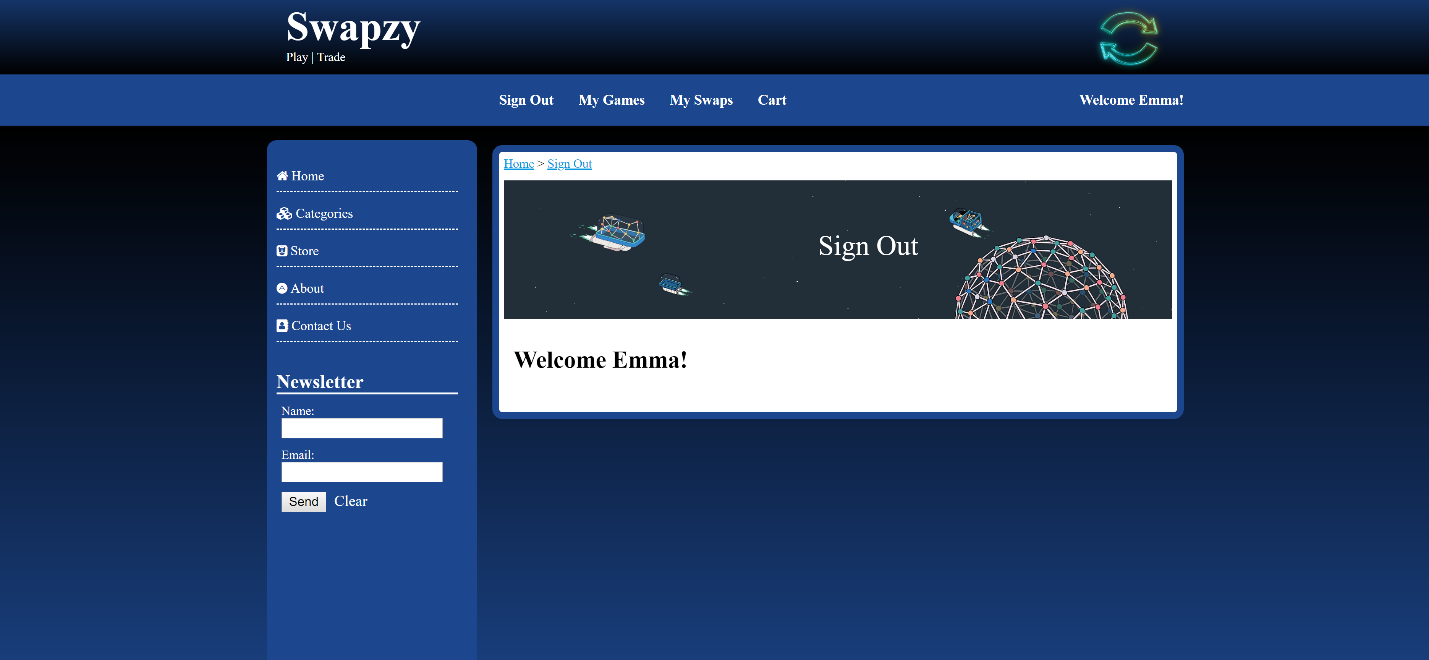 Swapzy
Play | Trade
Sign Out My Games My Swaps Cart Welcome Emma!
Home
Categories
Store
About
Contact Us
Newsletter
Name:
Email:
Send Clear
Home > Sign Out
Sign Out
Welcome Emma!